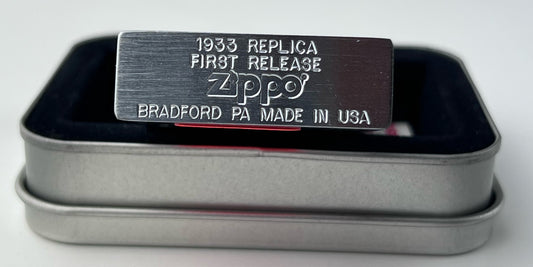 1933 REPLICA
FIRST RELEASE
Zippo
BRADFORD PA MADE IN USA